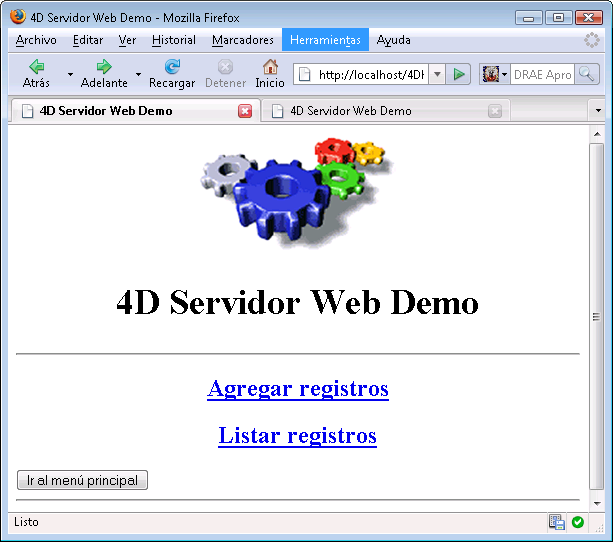 4D Servidor Web Demo - Mozilla Firefox
Archivo Editar Ver Historial Marcadores Herramientas Ayuda
Atrás Adelante Recargar Detener Inicio http://localhost/4D DRAE Apro
4D Servidor Web Demo 4D Servidor Web Demo
4D Servidor Web Demo
Agregar registros
Listar registros
Ir al menú principal
Listo